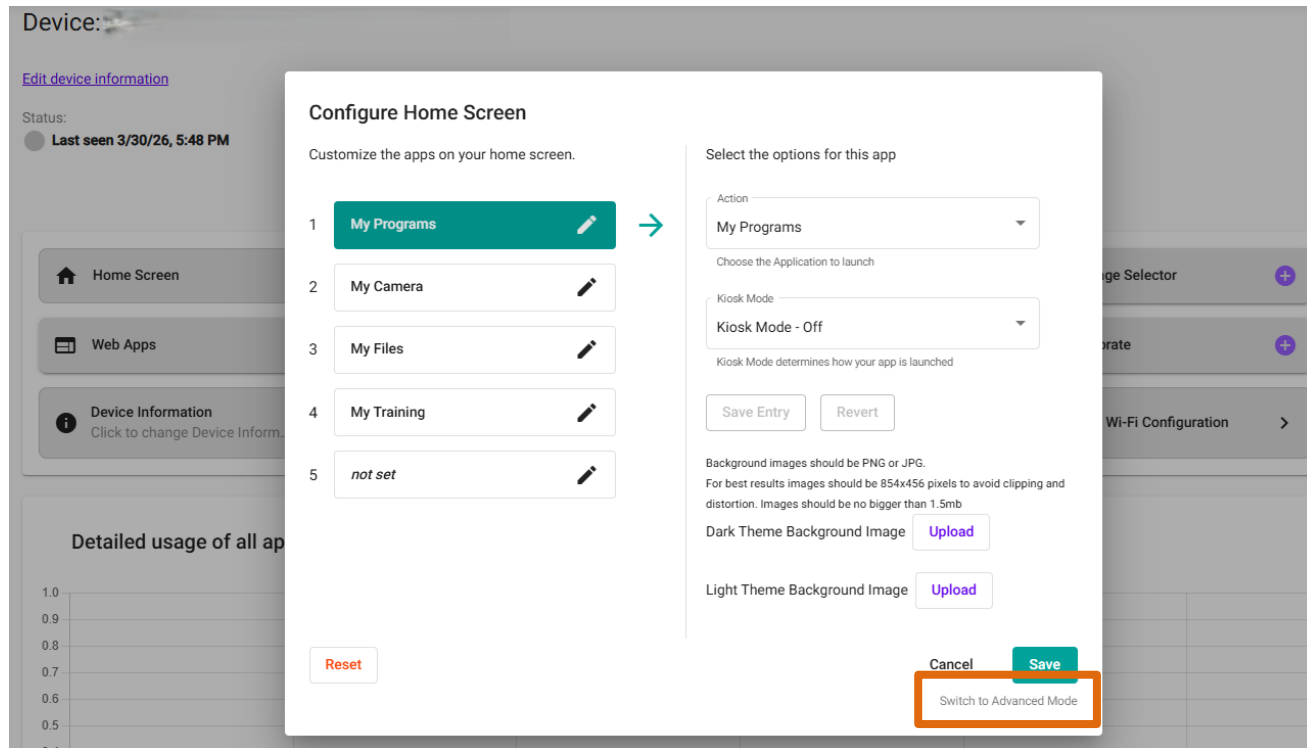 Device:
Edit device information
Status:
Last seen 3/30/26, 5:48 PM
Home Screen
Web Apps
Device Information
Click to change Device Inform...
Configure Home Screen
Customize the apps on your home screen.
1 My Programs
2 My Camera
3 My Files
4 My Training
5 not set
Select the options for this app
Action
My Programs
Choose the Application to launch
Kiosk Mode
Kiosk Mode - Off
Kiosk Mode determines how your app is launched
Save Entry Revert
Background images should be PNG or JPG.
For best results images should be 854x456 pixels to avoid clipping and
distortion. Images should be no bigger than 1.5mb
Dark Theme Background Image Upload
Light Theme Background Image Upload
Reset
Cancel Save
Switch to Advanced Mode
Selector
Wi-Fi Configuration
Detailed usage of all
1.0
0.9
0.8
0.7
0.6
0.5